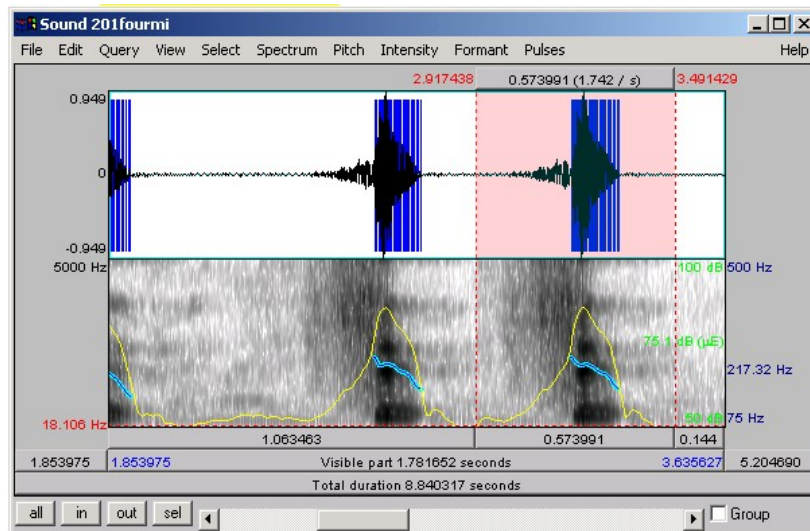 Sound 201fourmi
File Edit Query View Select Spectrum Pitch Intensity Formant Pulses Help
2.917438 0.573991 (1.742 / s) 3.491429
0.949
0
-0.949
5000 Hz 100 dB 500 Hz
75.1 dB (µE)
217.32 Hz
18.106 Hz 50 dB 75 Hz
1.063463 0.573991 0.144
1.853975 1.853975 Visible part 1.781652 seconds 3.635627 5.204690
Total duration 8.840317 seconds
all in out sel Group